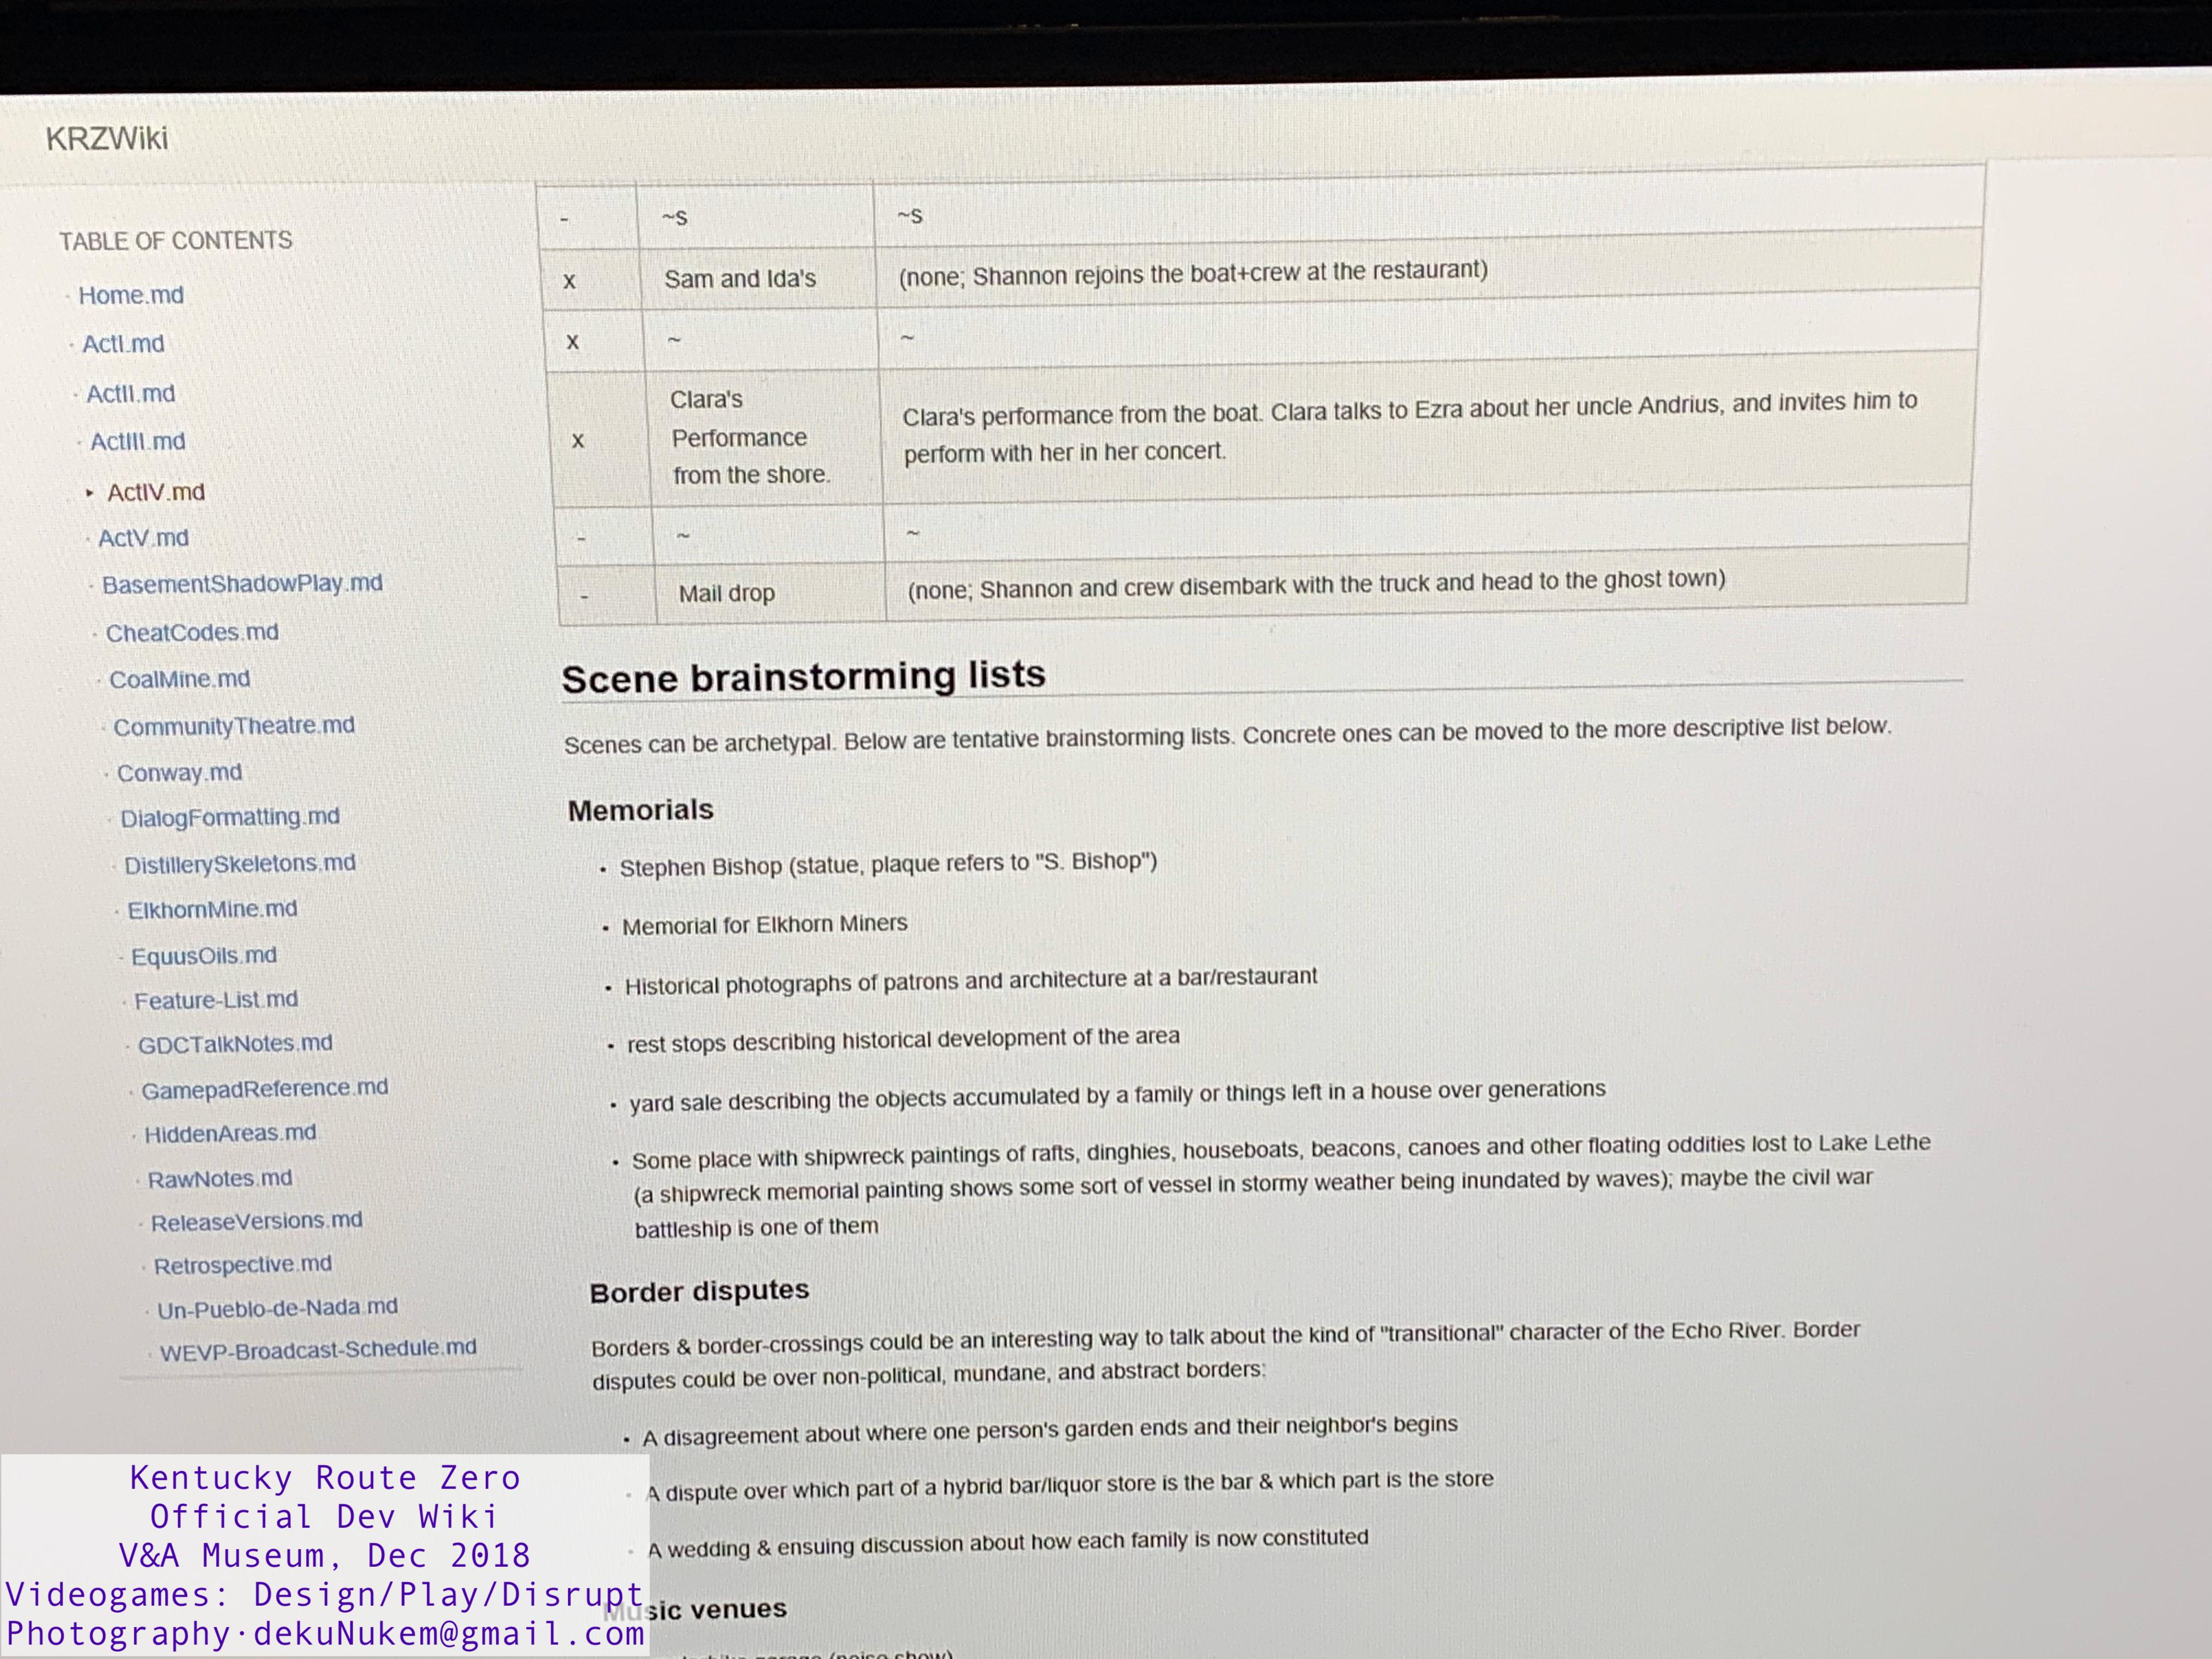 KRZWiki
TABLE OF CONTENTS
Home.md
ActI.md
ActII.md
ActIII.md
ActIV.md
ActV.md
BasementShadowPlay.md
CheatCodes.md
CoalMine.md
CommunityTheatre.md
Conway.md
DialogFormatting.md
DistillerySkeletons.md
ElkhornMine.md
EquusOils.md
Feature-List.md
GDCTalkNotes.md
GamepadReference.md
HiddenAreas.md
RawNotes.md
ReleaseVersions.md
Retrospective.md
Un-Pueblo-de-Nada.md
WEVP-Broadcast-Schedule.md
- ~s ~s
x Sam and Ida's (none; Shannon rejoins the boat+crew at the restaurant)
x ~ ~
x Clara's
Performance
from the shore.
Clara's performance from the boat. Clara talks to Ezra about her uncle Andrius, and invites him to
perform with her in her concert.
- ~ ~
- Mail drop (none; Shannon and crew disembark with the truck and head to the ghost town)
Scene brainstorming lists
Scenes can be archetypal. Below are tentative brainstorming lists. Concrete ones can be moved to the more descriptive list below.
Memorials
• Stephen Bishop (statue, plaque refers to "S. Bishop")
• Memorial for Elkhorn Miners
• Historical photographs of patrons and architecture at a bar/restaurant
• rest stops describing historical development of the area
• yard sale describing the objects accumulated by a family or things left in a house over generations
• Some place with shipwreck paintings of rafts, dinghies, houseboats, beacons, canoes and other floating oddities lost to Lake Lethe
(a shipwreck memorial painting shows some sort of vessel in stormy weather being inundated by waves); maybe the civil war
battleship is one of them
Border disputes
Borders & border-crossings could be an interesting way to talk about the kind of "transitional" character of the Echo River. Border
disputes could be over non-political, mundane, and abstract borders:
• A disagreement about where one person's garden ends and their neighbor's begins
• A dispute over which part of a hybrid bar/liquor store is the bar & which part is the store
• A wedding & ensuing discussion about how each family is now constituted
Music venues
(noise show)
Kentucky Route Zero
Official Dev Wiki
V&A Museum, Dec 2018
Videogames: Design/Play/Disrupt
Photography·dekuNukem@gmail.com